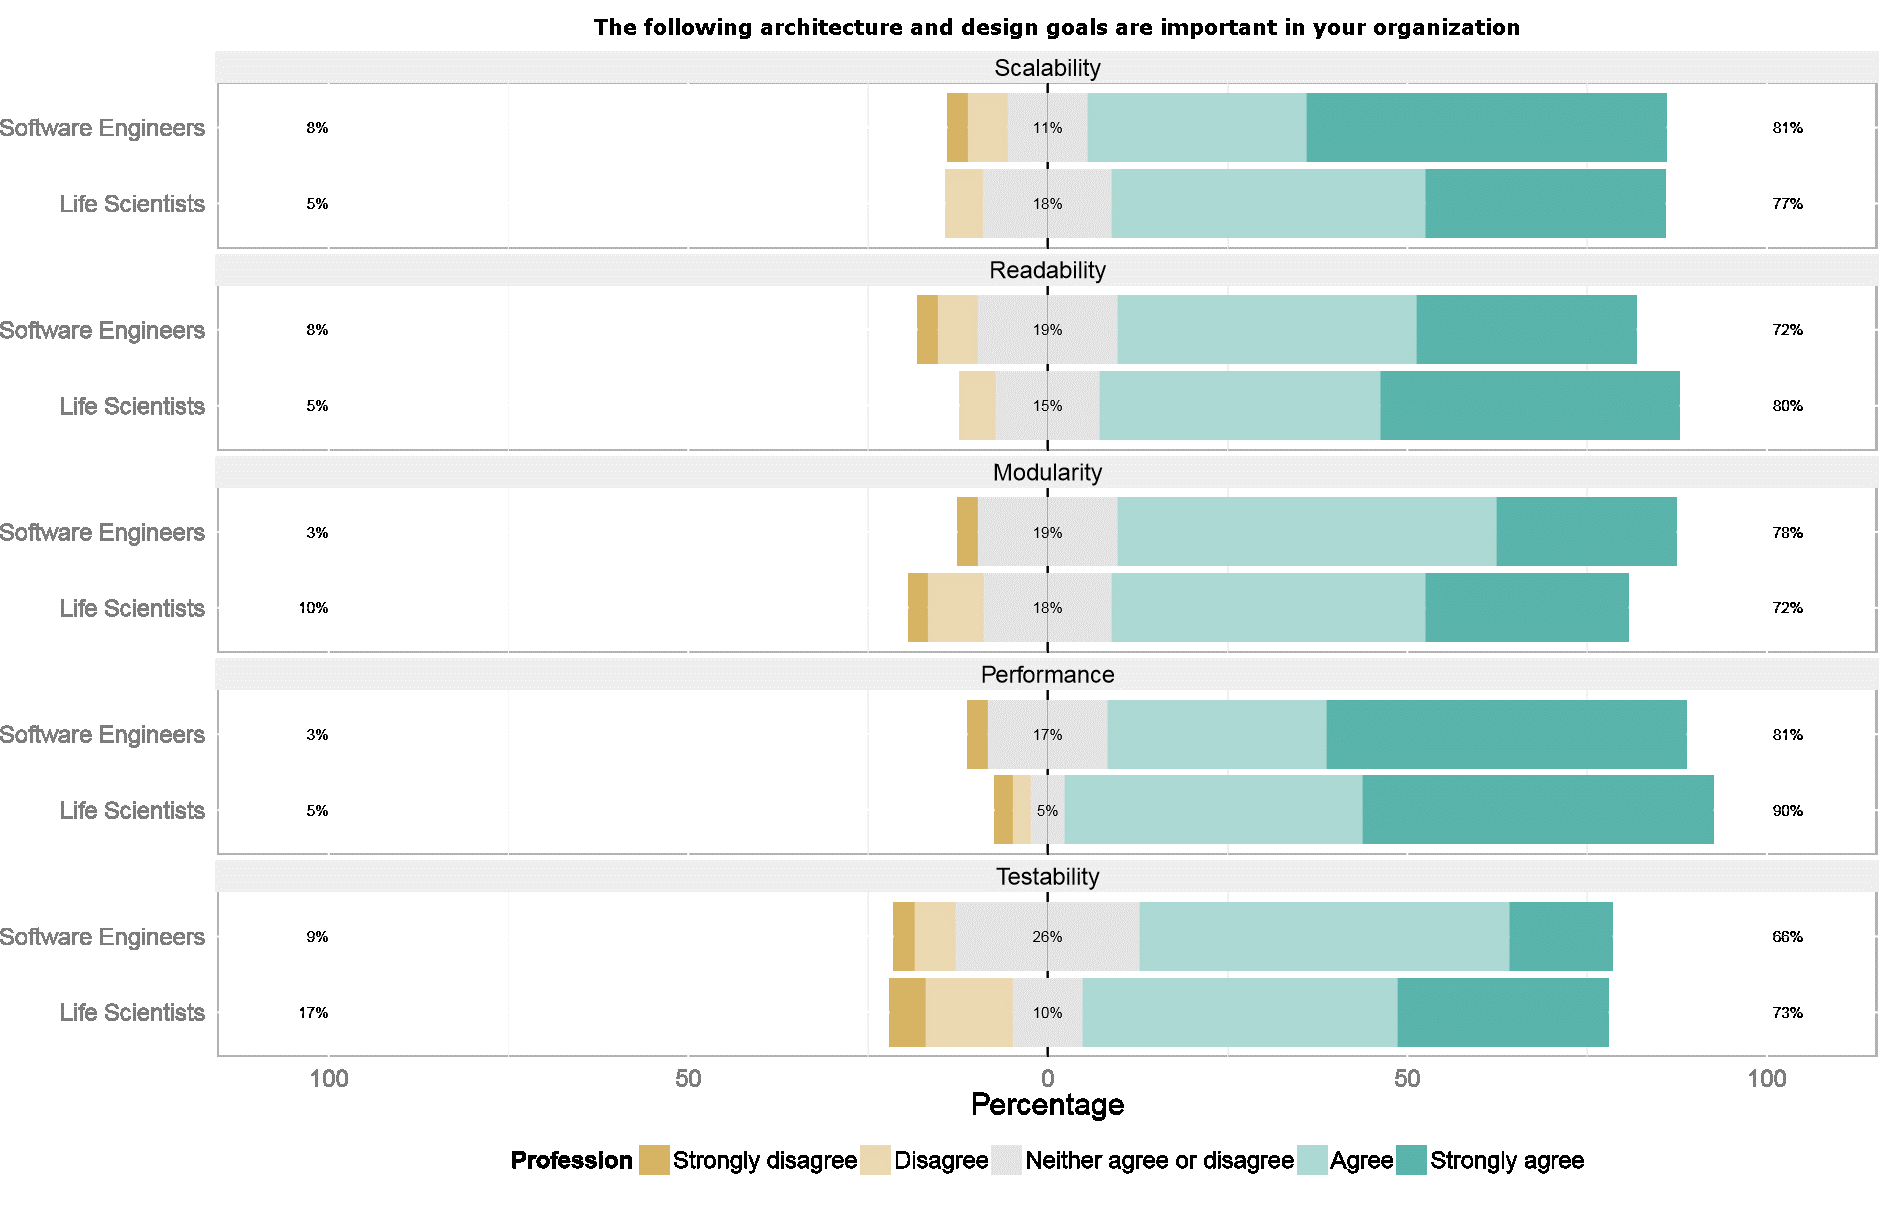 The following architecture and design goals are important in your organization
Scalability
Software Engineers 8% 11% 81%
Life Scientists 5% 18% 77%
Readability
Software Engineers 8% 19% 72%
Life Scientists 5% 15% 80%
Modularity
Software Engineers 3% 19% 78%
Life Scientists 10% 18% 72%
Performance
Software Engineers 3% 17% 81%
Life Scientists 5% 5% 90%
Testability
Software Engineers 9% 26% 66%
Life Scientists 17% 10% 73%
100 50 0 50 100
Percentage
Profession Strongly disagree Disagree Neither agree or disagree Agree Strongly agree